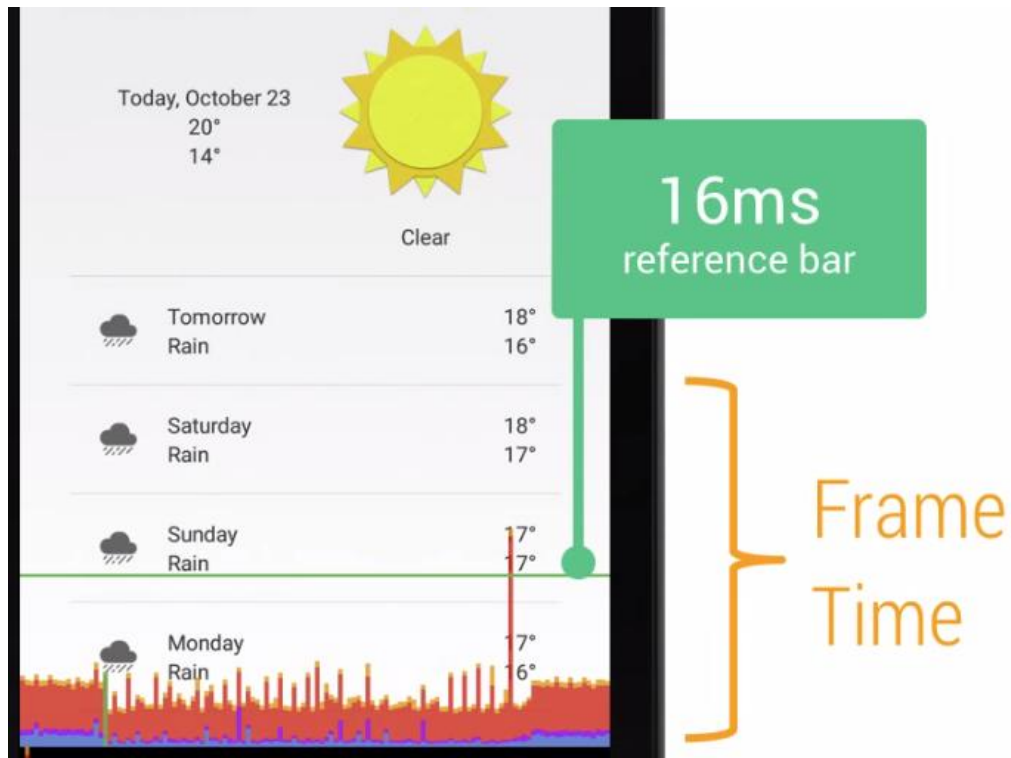 Today, October 23
20°
14°
Clear
16ms
reference bar
Tomorrow 18°
Rain 16°
Saturday 18°
Rain 17°
Sunday 17°
Rain 17°
Monday 17°
Rain 16°
Frame
Time